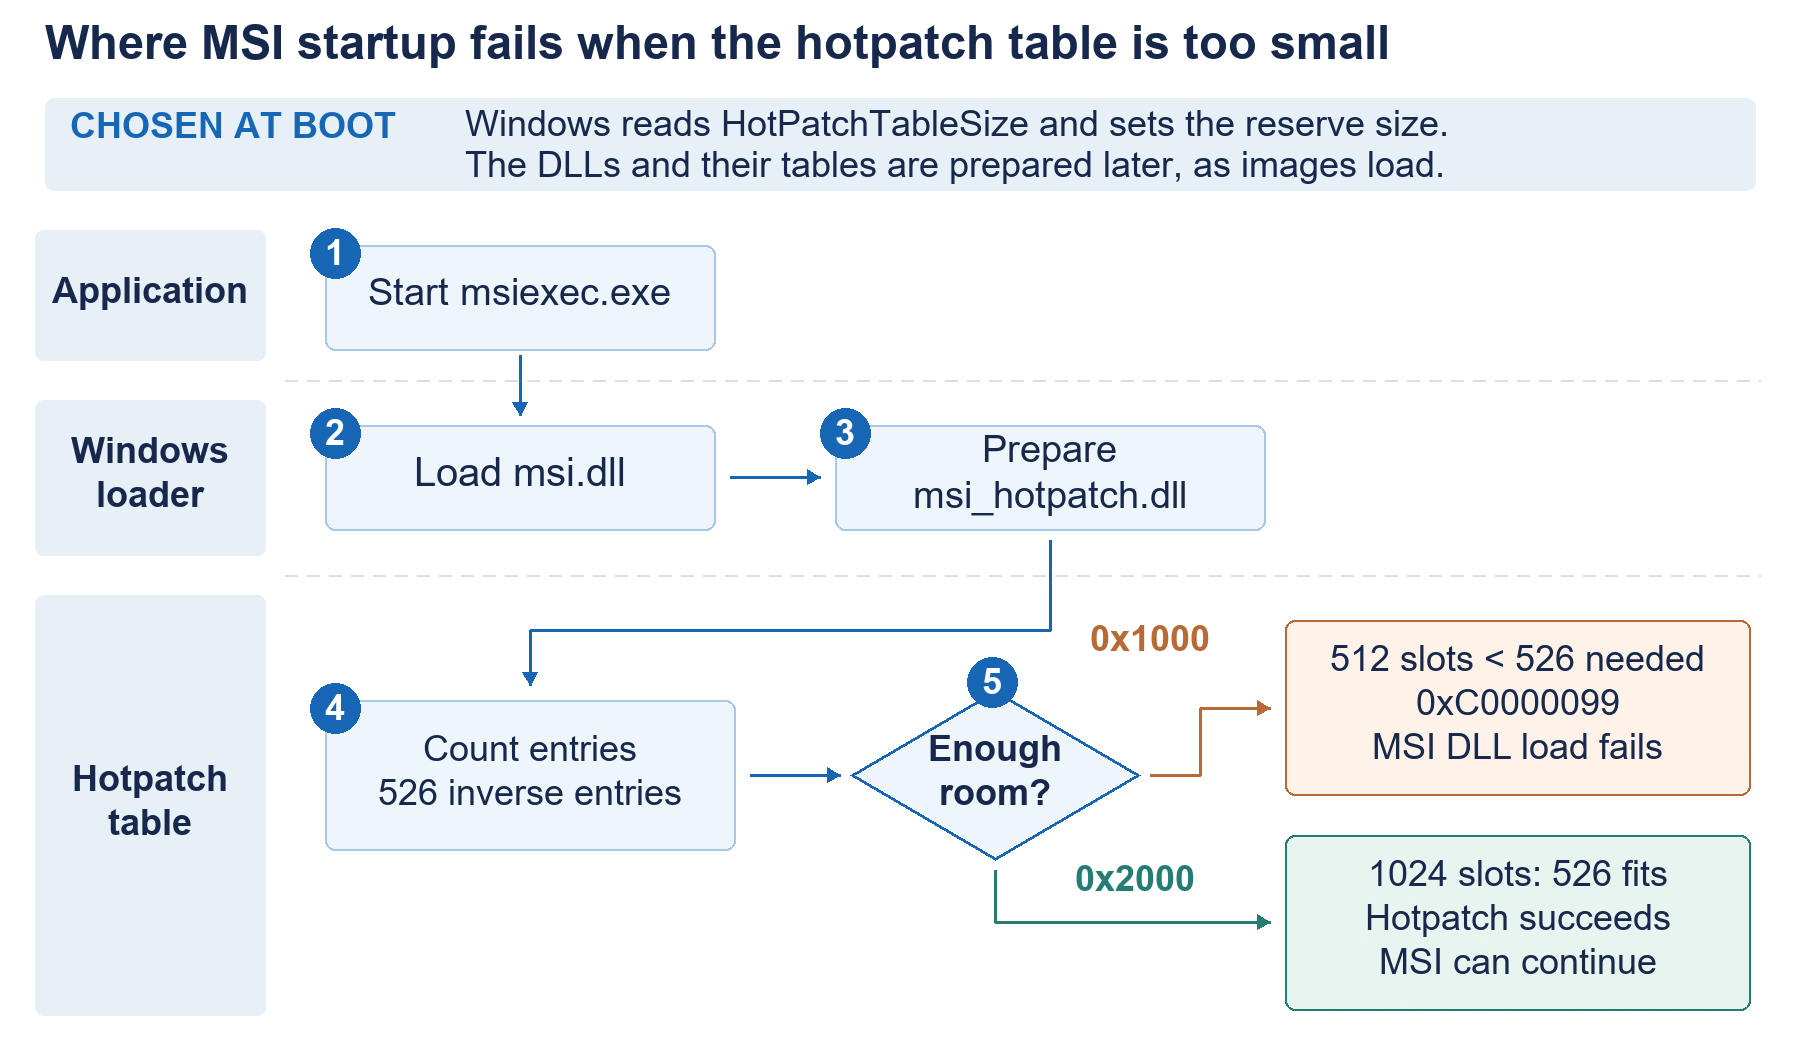 Where MSI startup fails when the hotpatch table is too small
CHOSEN AT BOOT
Windows reads HotPatchTableSize and sets the reserve size.
The DLLs and their tables are prepared later, as images load.
Application
1
Start msiexec.exe
Windows
loader
2
Load msi.dll
3
Prepare
msi_hotpatch.dll
Hotpatch
table
4
Count entries
526 inverse entries
5
Enough
room?
0x1000
512 slots < 526 needed
0xC0000099
MSI DLL load fails
0x2000
1024 slots: 526 fits
Hotpatch succeeds
MSI can continue